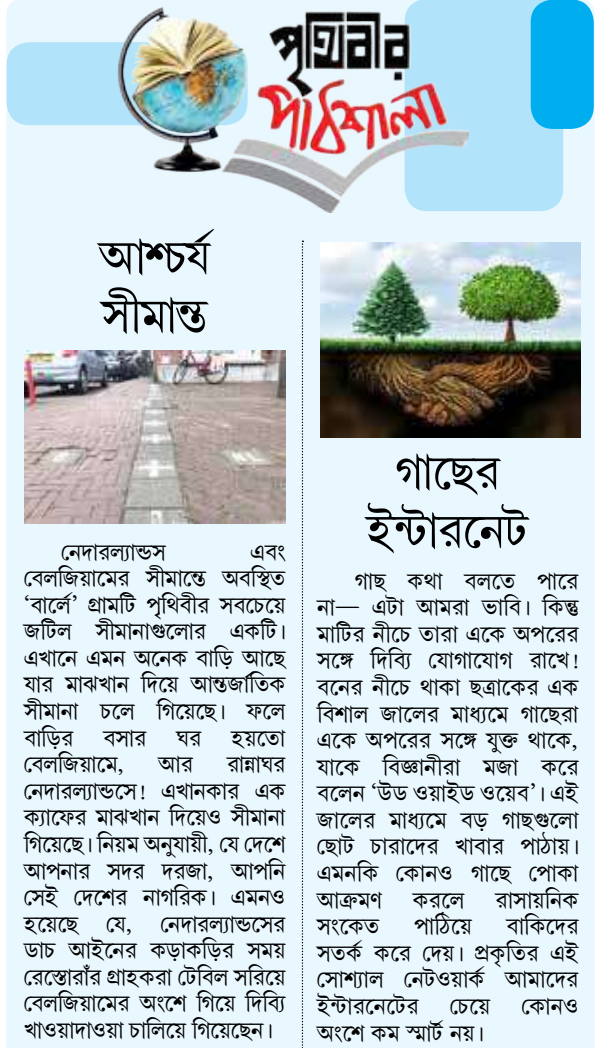 পৃথিবীর
পাঠশালা
আশ্চর্য
সীমান্ত
নেদারল্যান্ডস এবং
বেলজিয়ামের সীমান্তে অবস্থিত
‘বার্লে’ গ্রামটি পৃথিবীর সবচেয়ে
জটিল সীমানাগুলোর একটি।
এখানে এমন অনেক বাড়ি আছে
যার মাঝখান দিয়ে আন্তর্জাতিক
সীমানা চলে গিয়েছে। ফলে
বাড়ির বসার ঘর হয়তো
বেলজিয়ামে, আর রান্নাঘর
নেদারল্যান্ডসে! এখানকার এক
ক্যাফের মাঝখান দিয়েও সীমানা
গিয়েছে। নিয়ম অনুযায়ী, যে দেশে
আপনার সদর দরজা, আপনি
সেই দেশের নাগরিক। এমনও
হয়েছে যে, নেদারল্যান্ডসের
ডাচ আইনের কড়াকড়ির সময়
রেস্তোরাঁর গ্রাহকরা টেবিল সরিয়ে
বেলজিয়ামের অংশে গিয়ে দিব্যি
খাওয়াদাওয়া চালিয়ে গিয়েছেন।
গাছের
ইন্টারনেট
গাছ কথা বলতে পারে
না— এটা আমরা ভাবি। কিন্তু
মাটির নীচে তারা একে অপরের
সঙ্গে দিব্যি যোগাযোগ রাখে!
বনের নীচে থাকা ছত্রাকের এক
বিশাল জালের মাধ্যমে গাছেরা
একে অপরের সঙ্গে যুক্ত থাকে,
যাকে বিজ্ঞানীরা মজা করে
বলেন ‘উড ওয়াইড ওয়েব’। এই
জালের মাধ্যমে বড় গাছগুলো
ছোট চারাদের খাবার পাঠায়।
এমনকি কোনও গাছে পোকা
আক্রমণ করলে রাসায়নিক
সংকেত পাঠিয়ে বাকিদের
সতর্ক করে দেয়। প্রকৃতির এই
সোশ্যাল নেটওয়ার্ক আমাদের
ইন্টারনেটের চেয়ে কোনও
অংশে কম স্মার্ট নয়।